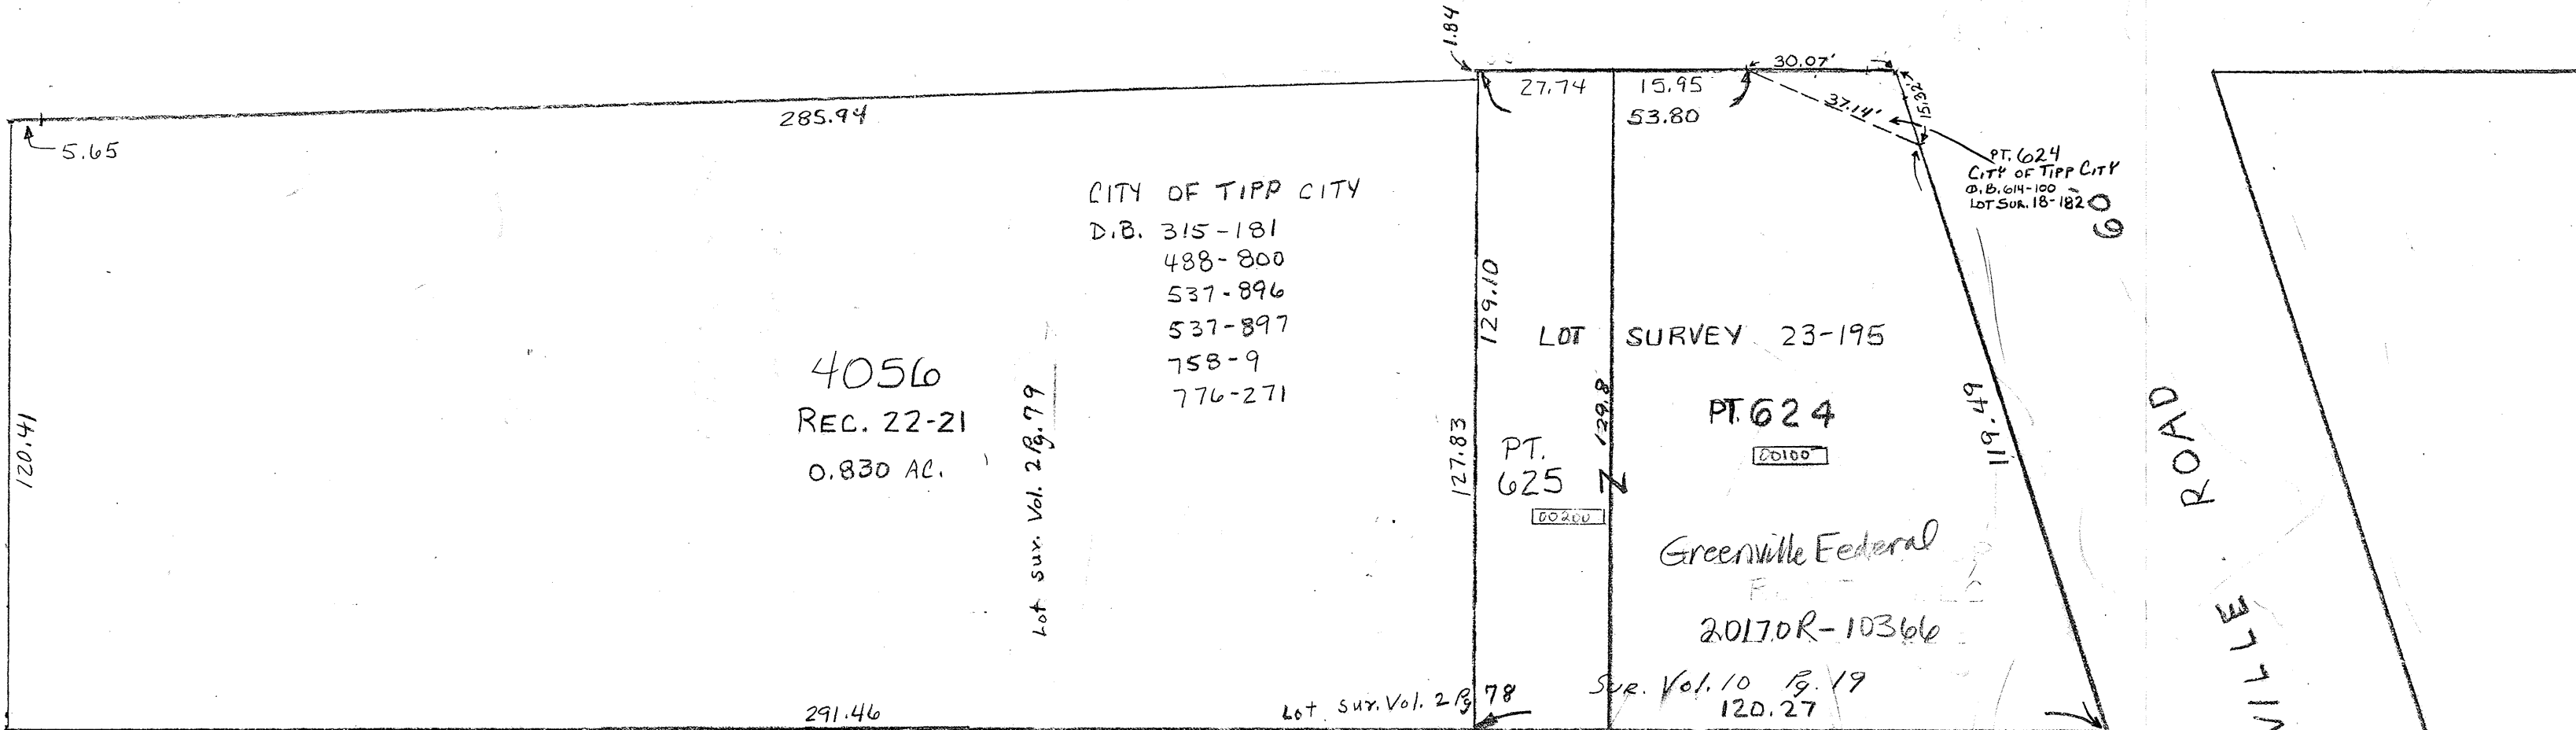 1.84
30.07'
27.74
15.95
53.80
37.14'
15.32'
285.94
5.65
PT. 624
CITY OF TIPP CITY
D.B. 614-100
LOT SUR. 18-182
60
CITY OF TIPP CITY
D.B. 315-181
488-800
537-896
537-897
758-9
776-271
129.10
LOT SURVEY 23-195
4056
REC. 22-21
0.830 AC.
Lot sur. Vol. 2 Pg. 79
120.41
127.83
129.8
PT.
625
00200
Z
PT. 624
00100
119.49
ROAD
VILLE
Greenville Federal
2017OR-10366
Sur. Vol. 10 Pg. 19
120.27
Lot Sur. Vol. 2 Pg 78
291.46